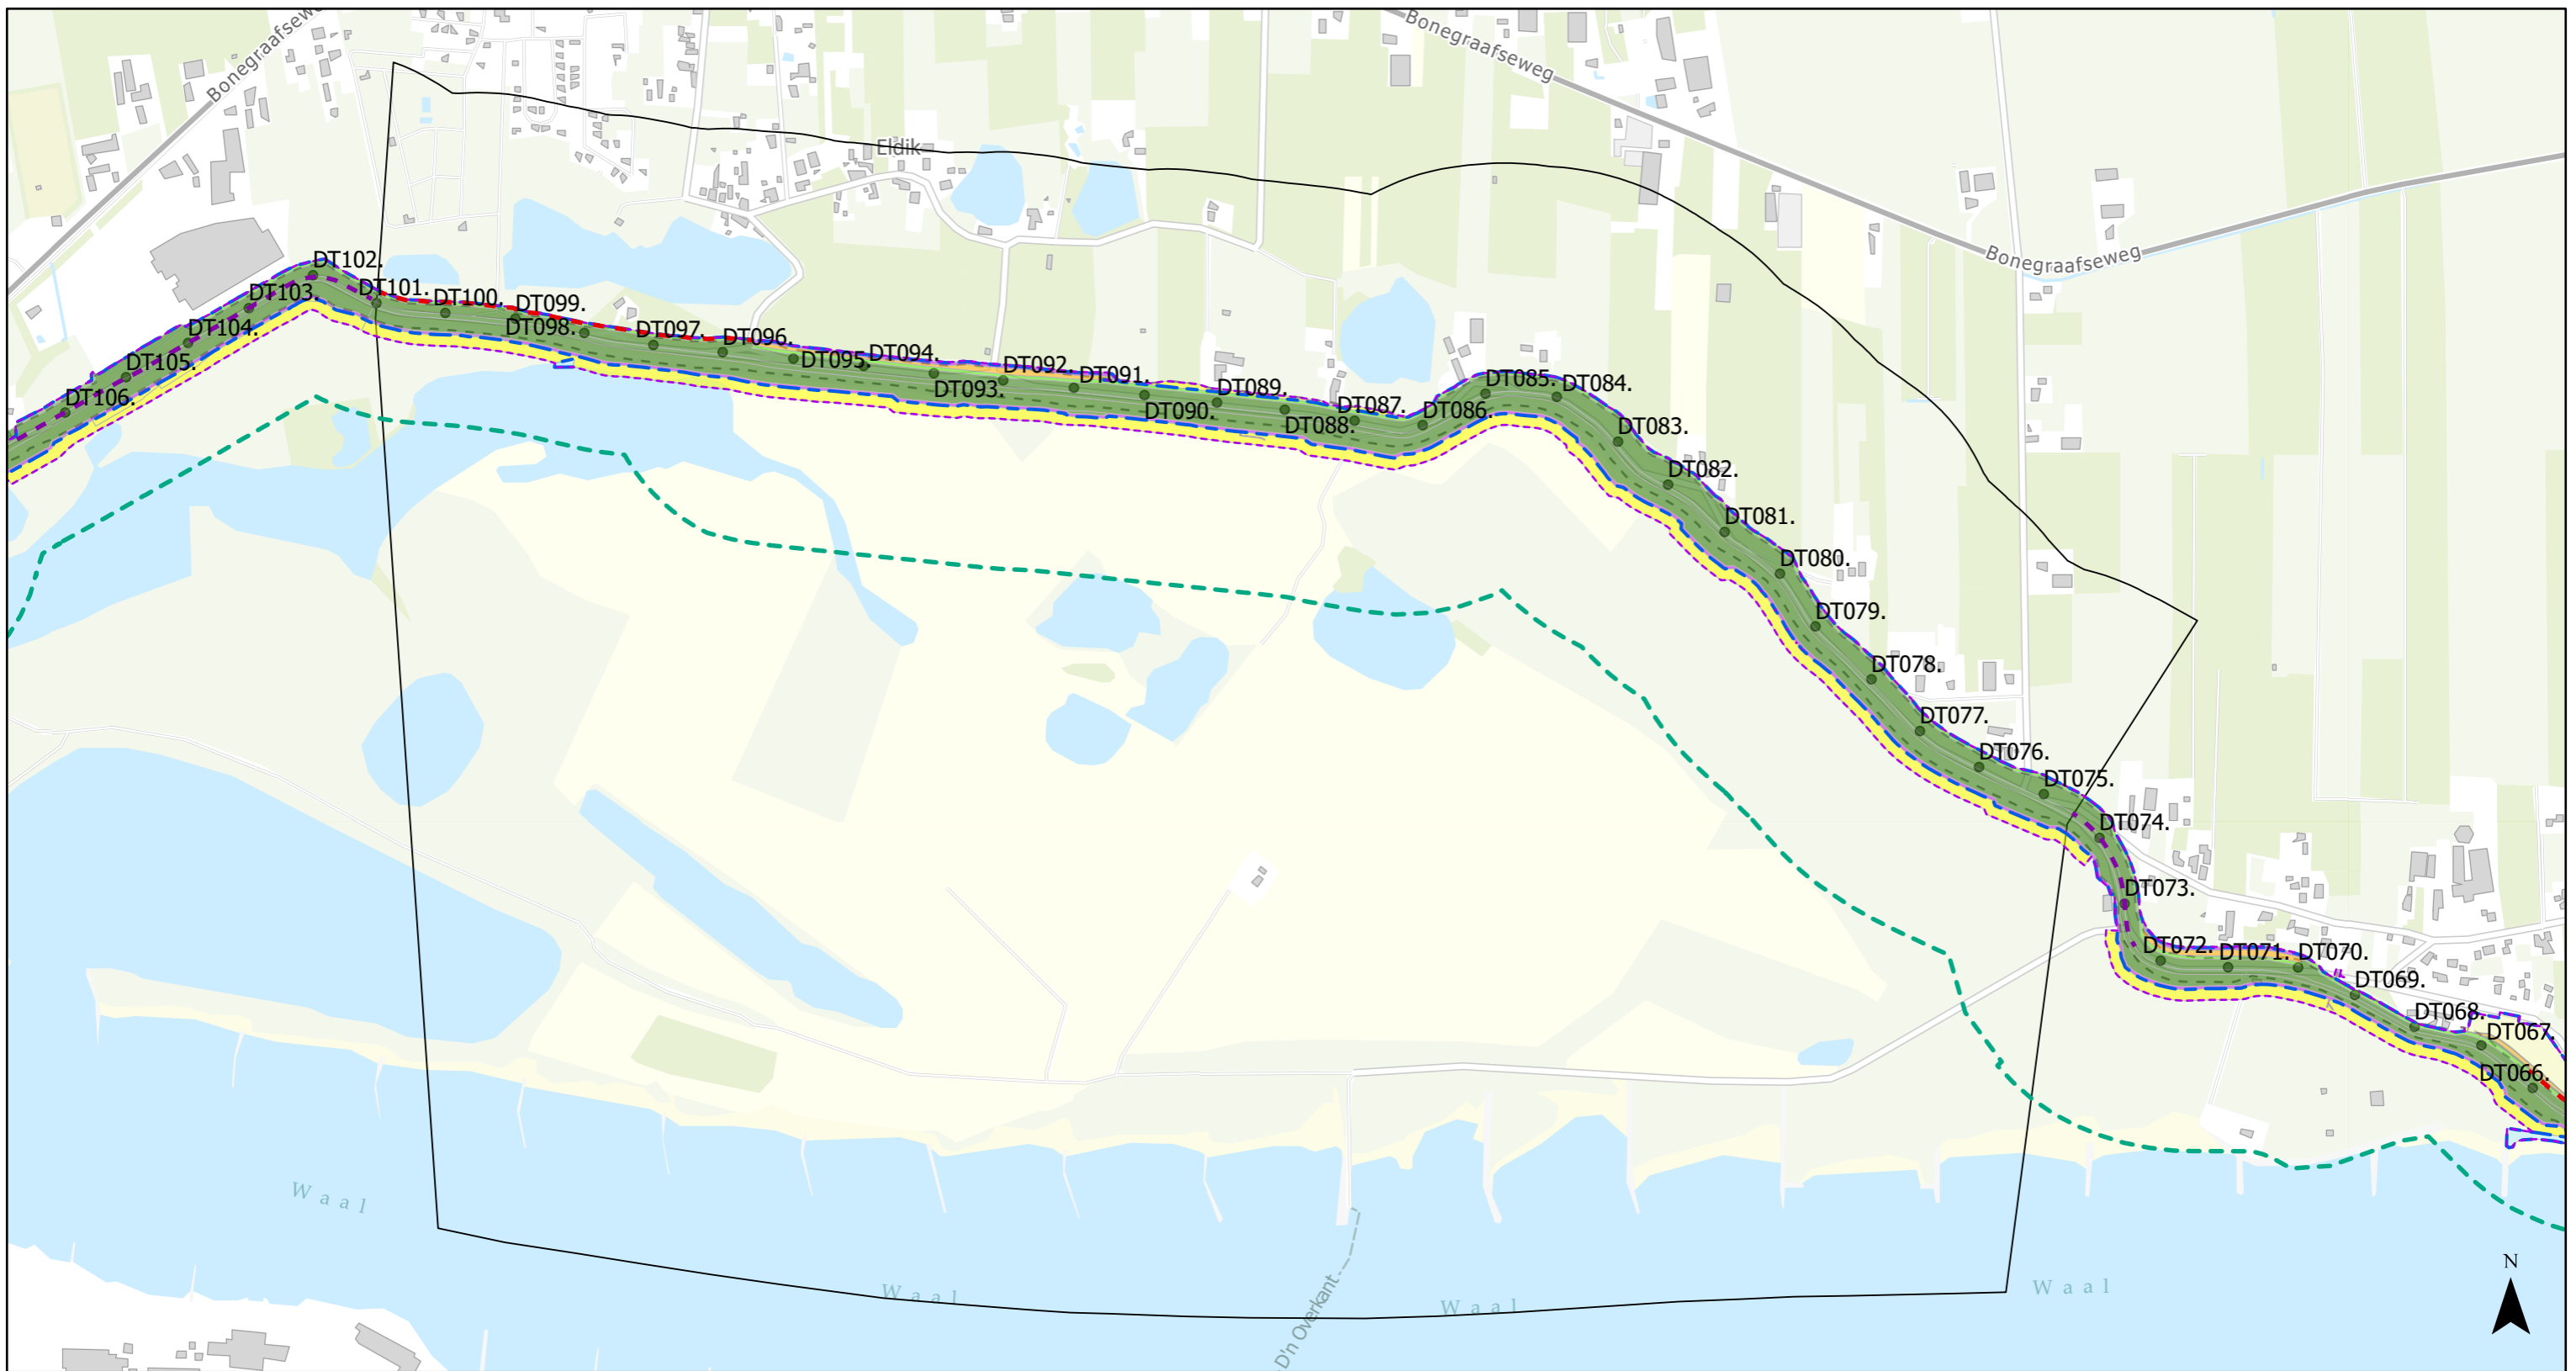 Bonegraafsewe
Bonegraafseweg
Eldik
Bonegraafseweg
DT102.
DT101.
DT100.
DT099.
DT103.
DT104.
DT098.
DT097.
DT096.
DT095.
DT094.
DT092.
DT105.
DT093.
DT091.
DT089.
DT085.
DT084.
DT106.
DT090.
DT088.
DT087.
DT086.
DT083.
DT082.
DT081.
DT080.
DT079.
DT078.
DT077.
DT076.
DT075.
DT074.
DT073.
DT072.
DT071.
DT070.
DT069.
DT068.
DT067.
DT066.
Waal
Waal
Waal
Waal
D'n Overkant
N